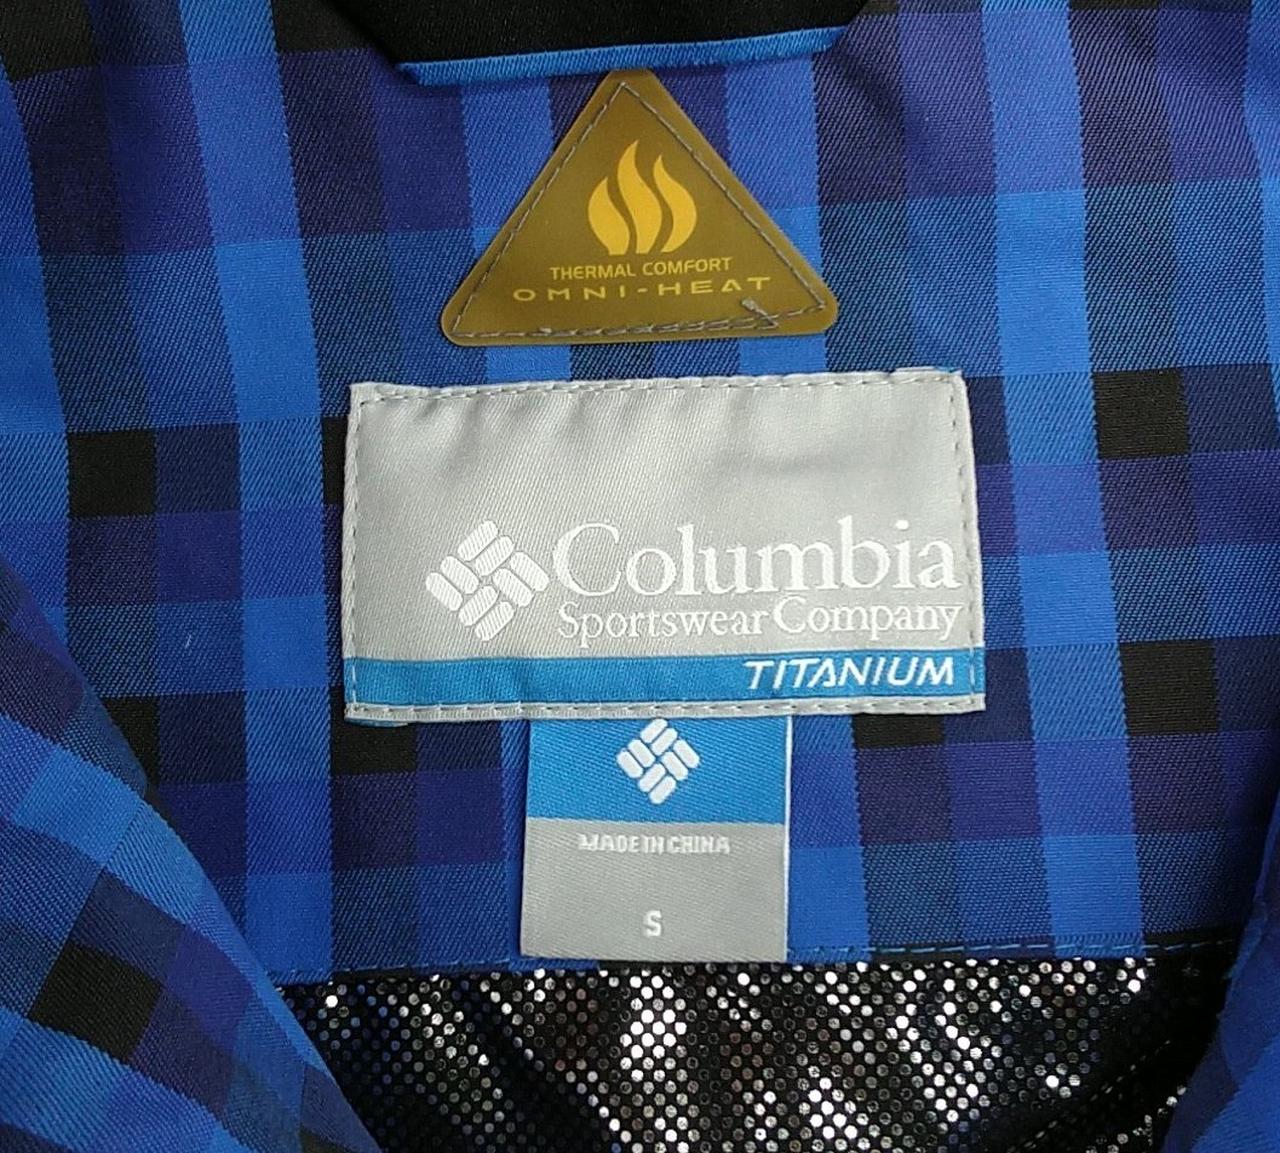 THERMAL COMFORT
OMNI-HEAT
Columbia
Sportswear Company
TITANIUM
MADE IN CHINA
S